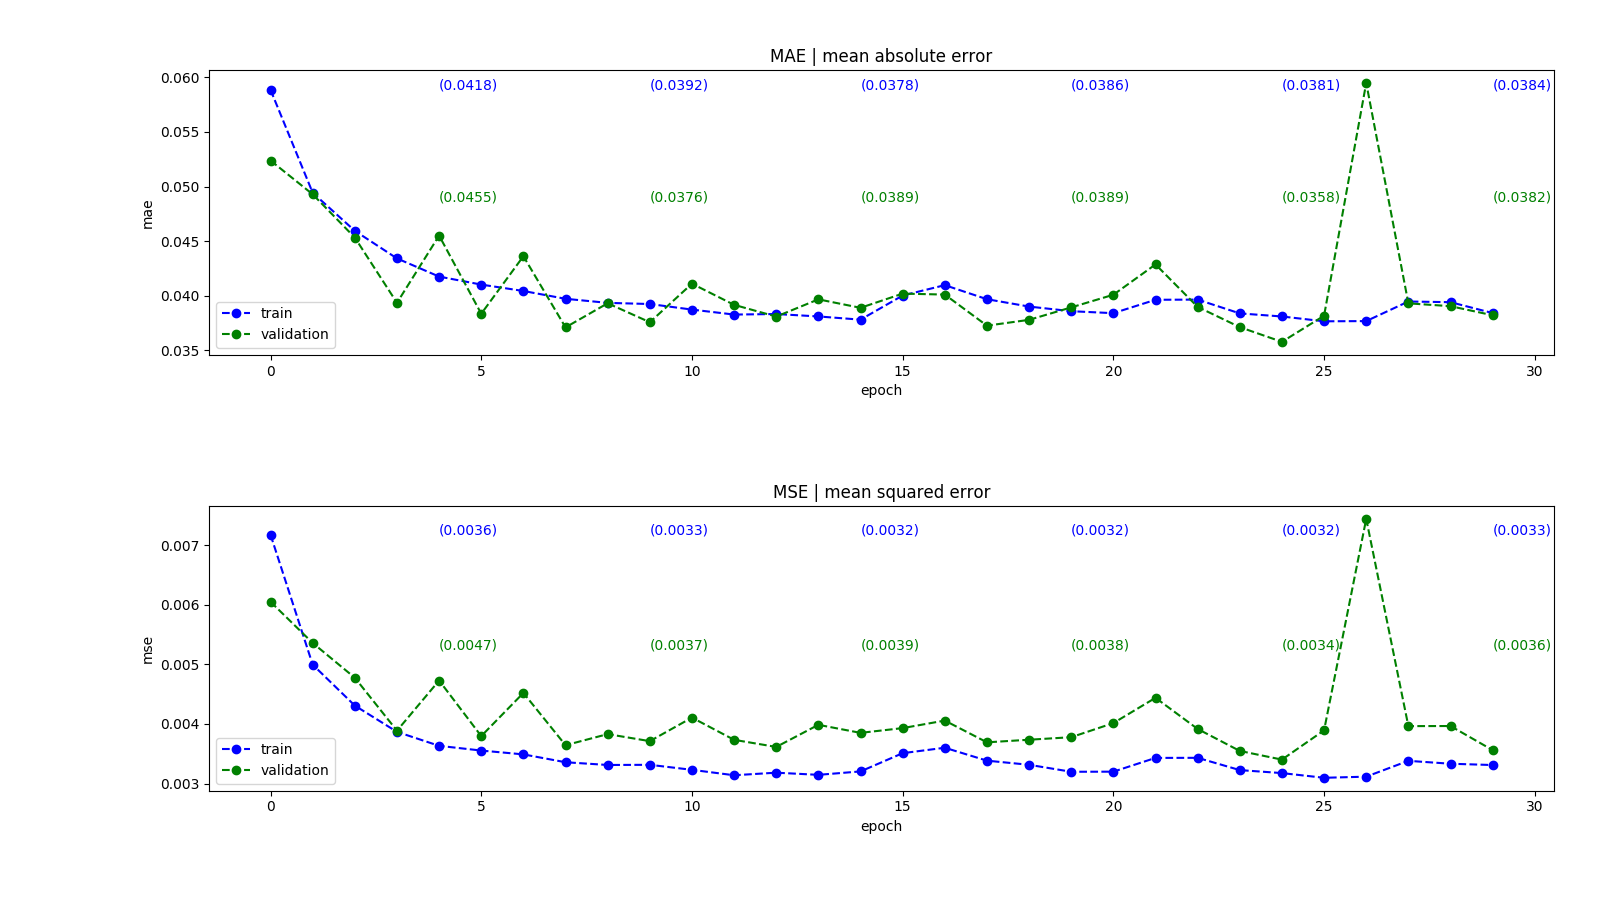 MAE | mean absolute error
0.060
0.055
0.050
0.045
0.040
0.035
mae
(0.0418) (0.0392) (0.0378) (0.0386) (0.0381) (0.0384)
(0.0455) (0.0376) (0.0389) (0.0389) (0.0358) (0.0382)
train
validation
0 5 10 15 20 25 30
epoch
MSE | mean squared error
0.007
0.006
0.005
0.004
0.003
mse
(0.0036) (0.0033) (0.0032) (0.0032) (0.0032) (0.0033)
(0.0047) (0.0037) (0.0039) (0.0038) (0.0034) (0.0036)
train
validation
0 5 10 15 20 25 30
epoch